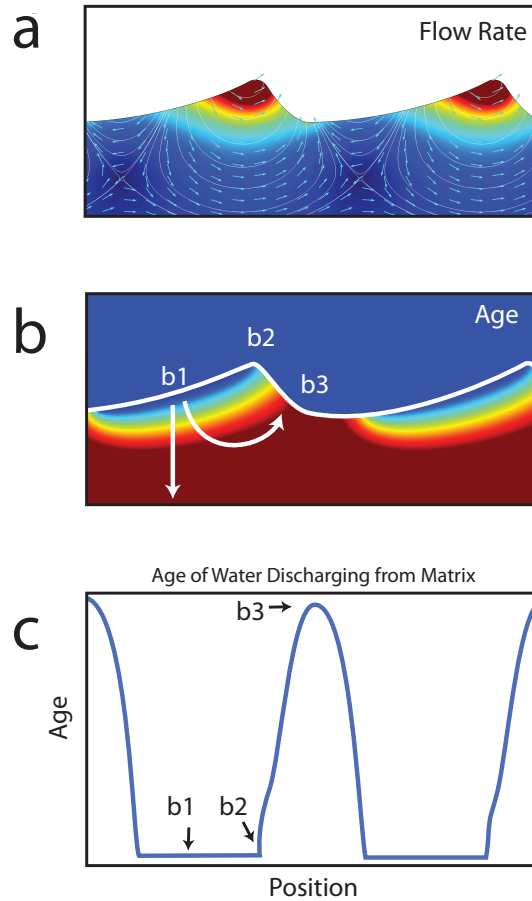 a
Flow Rate
b
Age
b2
b1
b3
Age of Water Discharging from Matrix
c
b3
Age
b1
b2
Position